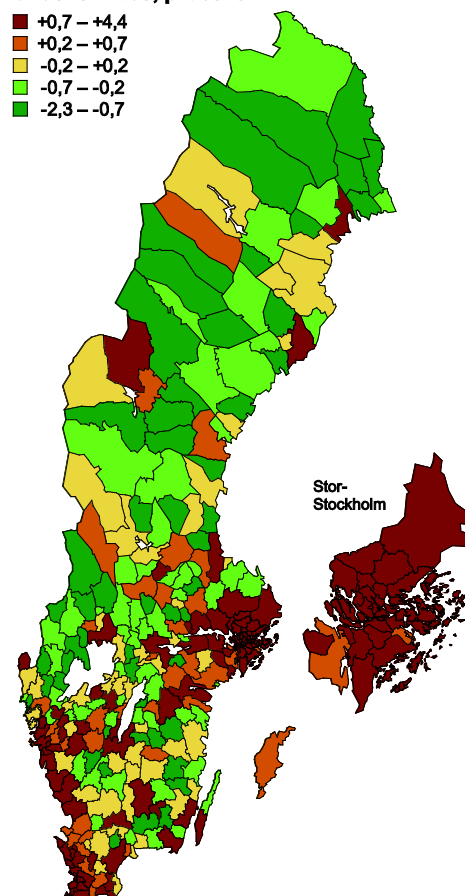 +0,7 – +4,4
+0,2 – +0,7
-0,2 – +0,2
-0,7 – -0,2
-2,3 – -0,7
Stor-
Stockholm